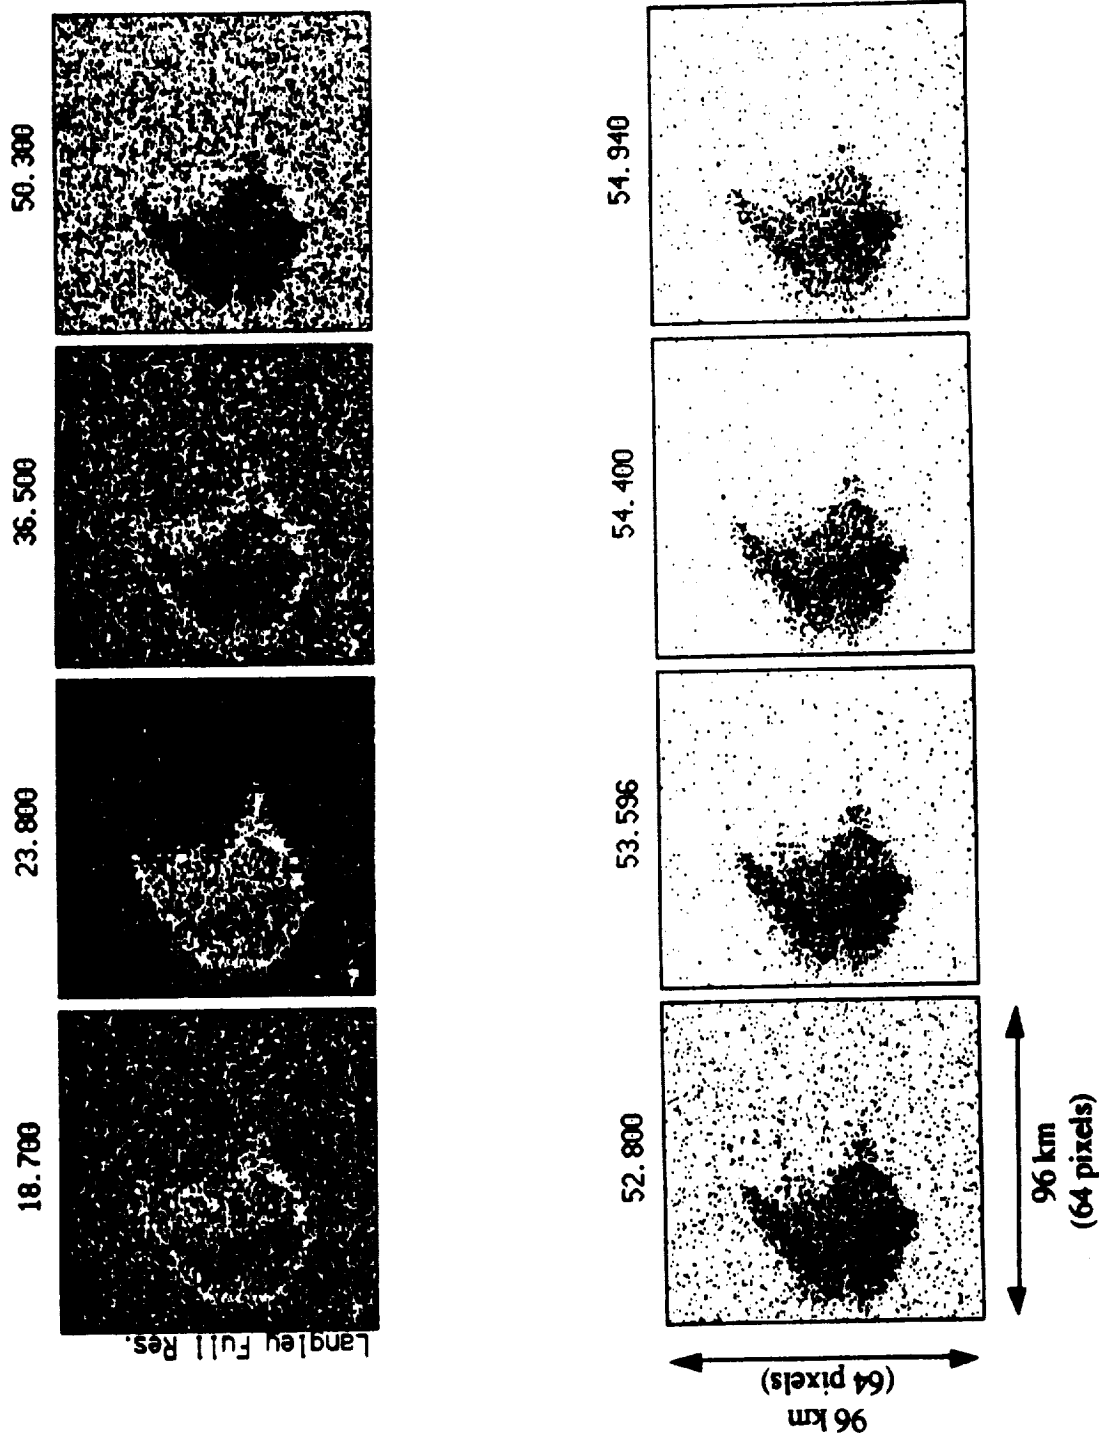 Langley Full Res.
18.700
23.800
36.500
50.300
52.800
53.596
54.400
54.940
96 km
(64 pixels)
96 km
(64 pixels)